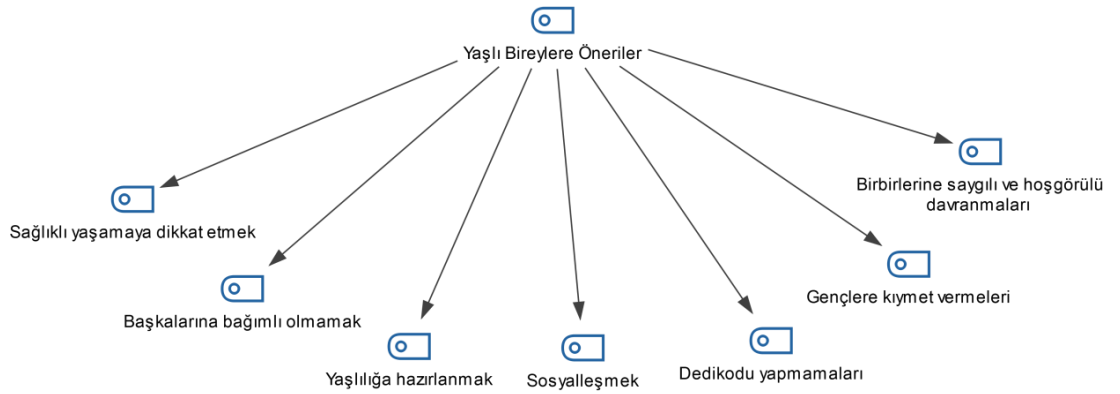 Yaşlı Bireylere Öneriler
Birbirlerine saygılı ve hoşgörülü
davranmaları
Sağlıklı yaşamaya dikkat etmek
Gençlere kıymet vermeleri
Başkalarına bağımlı olmamak
Dedikodu yapmamaları
Yaşlılığa hazırlanmak
Sosyalleşmek